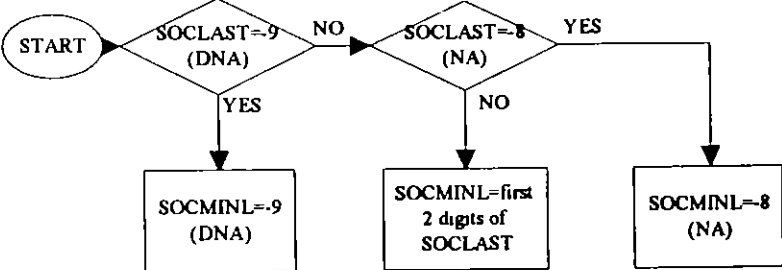 START
SOCLAST=-9
(DNA)
NO
SOCLAST=-8
(NA)
YES
YES
NO
SOCMINL=-9
(DNA)
SOCMINL=first
2 digits of
SOCLAST
SOCMINL=-8
(NA)